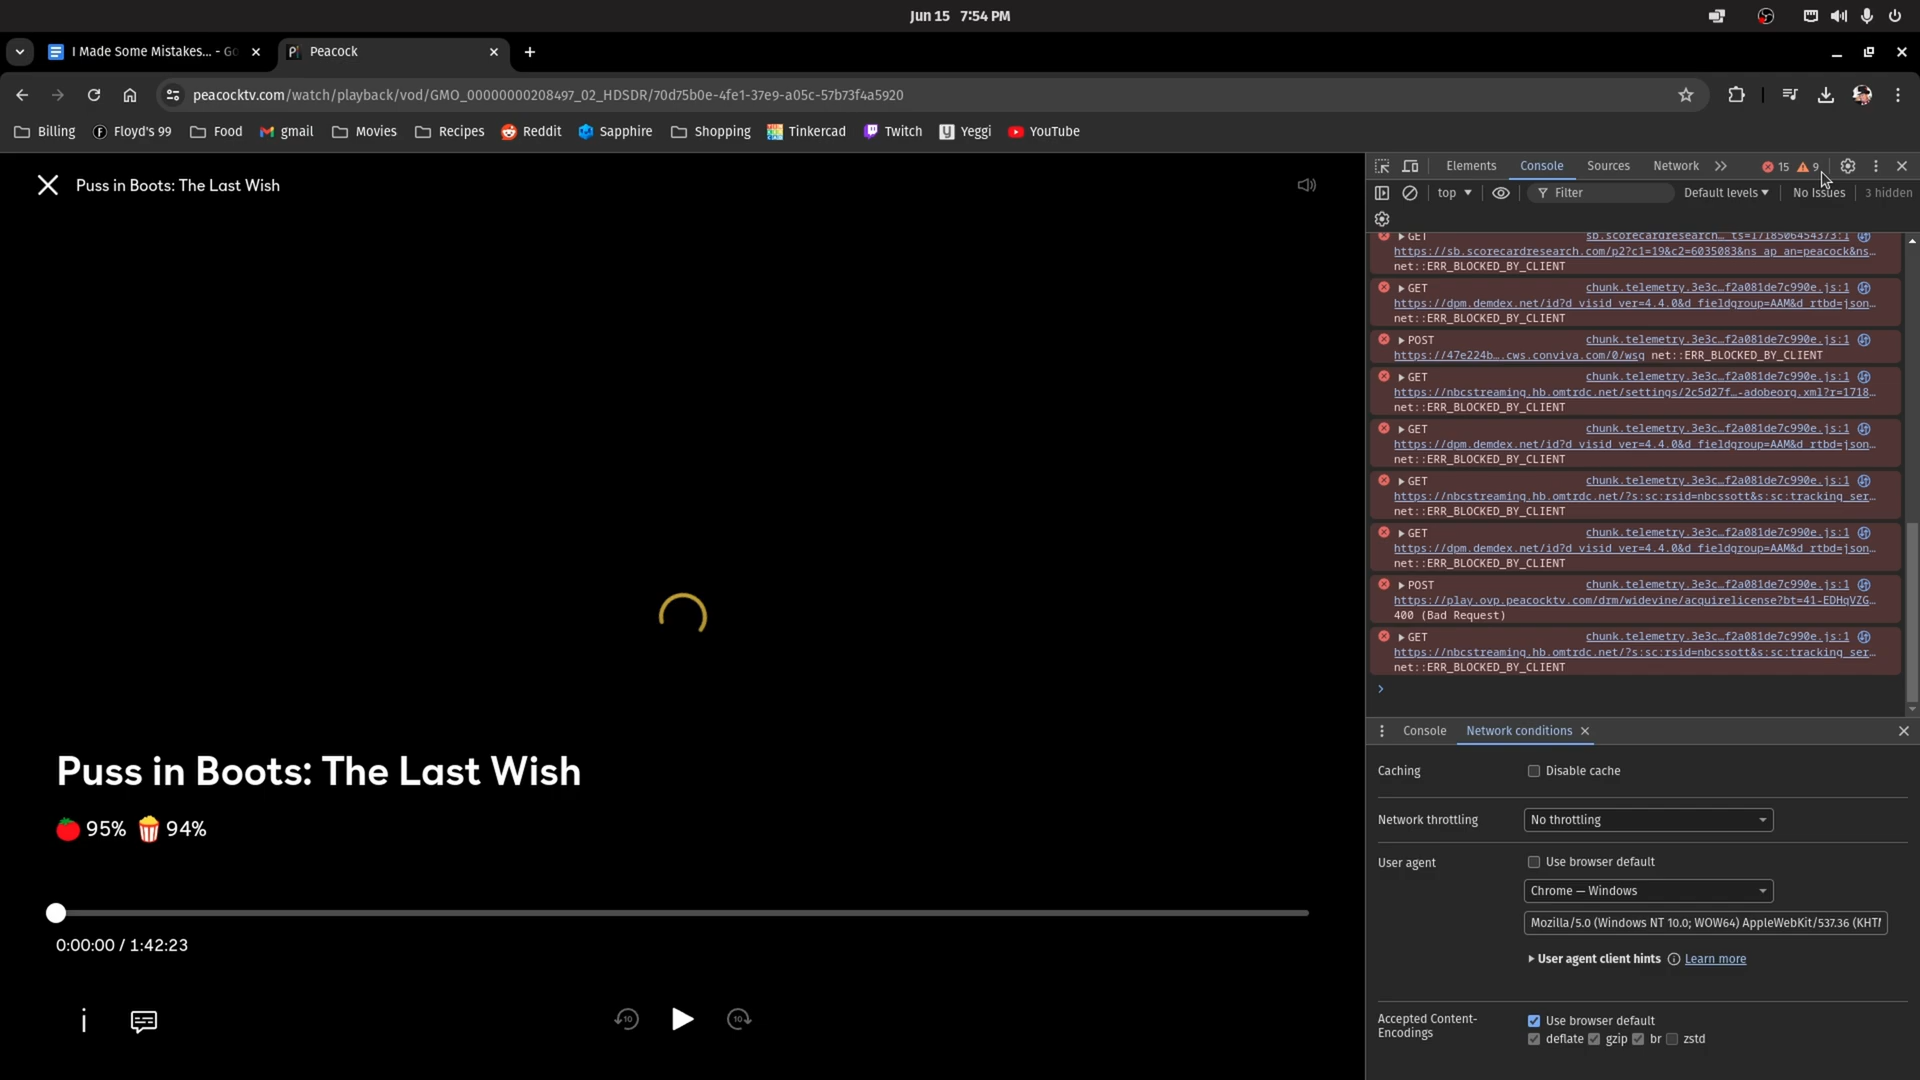 Jun 15 7:54 PM
I Made Some Mistakes... - Go
Peacock
peacocktv.com/watch/playback/vod/GMO_00000000208497_02_HDSDR/70d75b0e-4fe1-37e9-a05c-57b73f4a5920
Billing Floyd's 99 Food gmail Movies Recipes Reddit Sapphire Shopping Tinkercad Twitch Yeggi YouTube
Puss in Boots: The Last Wish
Puss in Boots: The Last Wish
95% 94%
0:00:00 / 1:42:23
10 10
Elements Console Sources Network 15 9
top Filter Default levels No Issues 3 hidden
GET sb.scorecardresearch… ts=1718506454373:1
https://sb.scorecardresearch.com/p2?c1=19&c2=6035083&ns_ap_an=peacock&ns…
net::ERR_BLOCKED_BY_CLIENT
GET chunk.telemetry.3e3c…f2a081de7c990e.js:1
https://dpm.demdex.net/id?d_visid_ver=4.4.0&d_fieldgroup=AAM&d_rtbd=json…
net::ERR_BLOCKED_BY_CLIENT
POST chunk.telemetry.3e3c…f2a081de7c990e.js:1
https://47e224b….cws.conviva.com/0/wsg net::ERR_BLOCKED_BY_CLIENT
GET chunk.telemetry.3e3c…f2a081de7c990e.js:1
https://nbcstreaming.hb.omtrdc.net/settings/2c5d27f…-adobeorg.xml?r=1718…
net::ERR_BLOCKED_BY_CLIENT
GET chunk.telemetry.3e3c…f2a081de7c990e.js:1
https://dpm.demdex.net/id?d_visid_ver=4.4.0&d_fieldgroup=AAM&d_rtbd=json…
net::ERR_BLOCKED_BY_CLIENT
GET chunk.telemetry.3e3c…f2a081de7c990e.js:1
https://nbcstreaming.hb.omtrdc.net/?s:sc:rsid=nbcssott&s:sc:tracking_ser…
net::ERR_BLOCKED_BY_CLIENT
GET chunk.telemetry.3e3c…f2a081de7c990e.js:1
https://dpm.demdex.net/id?d_visid_ver=4.4.0&d_fieldgroup=AAM&d_rtbd=json…
net::ERR_BLOCKED_BY_CLIENT
POST chunk.telemetry.3e3c…f2a081de7c990e.js:1
https://play.ovp.peacocktv.com/drm/widevine/acquirelicense?bt=41-EDHqVZG…
400 (Bad Request)
GET chunk.telemetry.3e3c…f2a081de7c990e.js:1
https://nbcstreaming.hb.omtrdc.net/?s:sc:rsid=nbcssott&s:sc:tracking_ser…
net::ERR_BLOCKED_BY_CLIENT
Console Network conditions
Caching Disable cache
Network throttling No throttling
User agent Use browser default
Chrome — Windows
Mozilla/5.0 (Windows NT 10.0; WOW64) AppleWebKit/537.36 (KHTM
User agent client hints Learn more
Accepted Content-Encodings Use browser default
deflate gzip br zstd